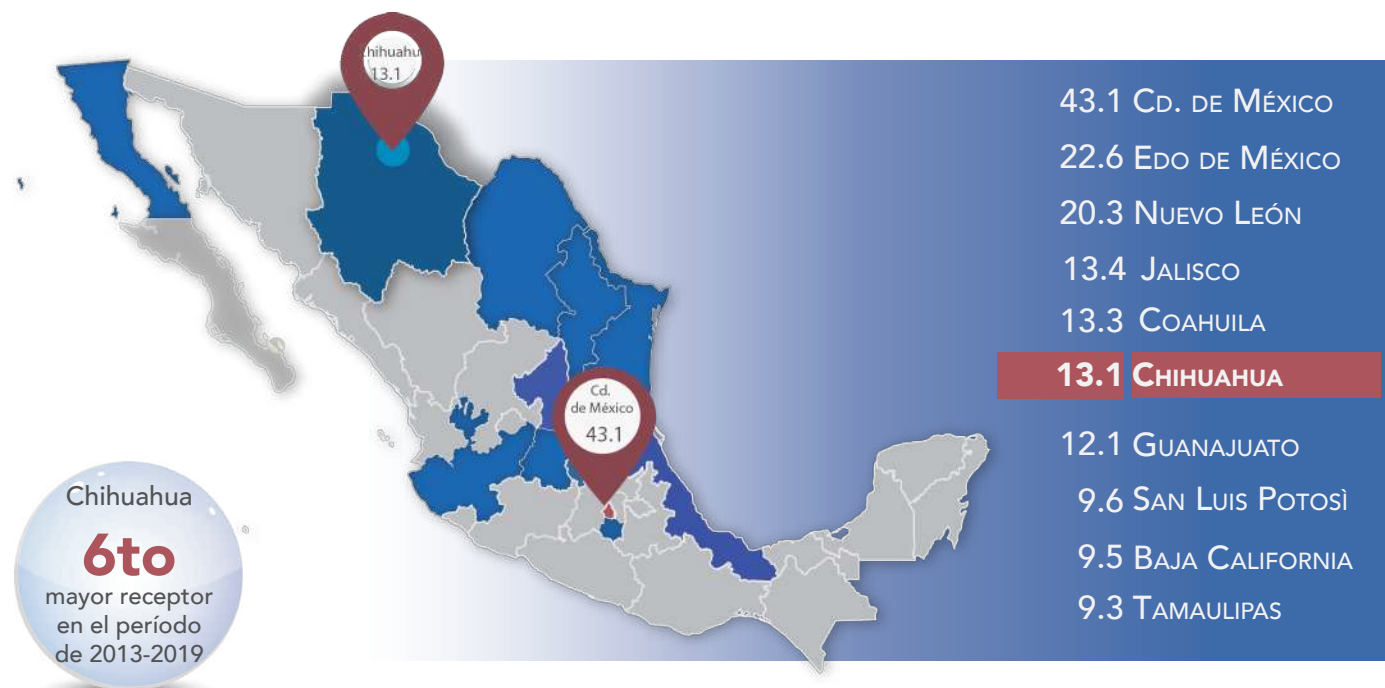 Chihuahu
13.1
43.1 Cd. de México
22.6 Edo de México
20.3 Nuevo León
13.4 Jalisco
13.3 Coahuila
13.1 Chihuahua
12.1 Guanajuato
9.6 San Luis Potosì
9.5 Baja California
9.3 Tamaulipas
Cd.
de México
43.1
Chihuahua
6to
mayor receptor
en el período
de 2013-2019